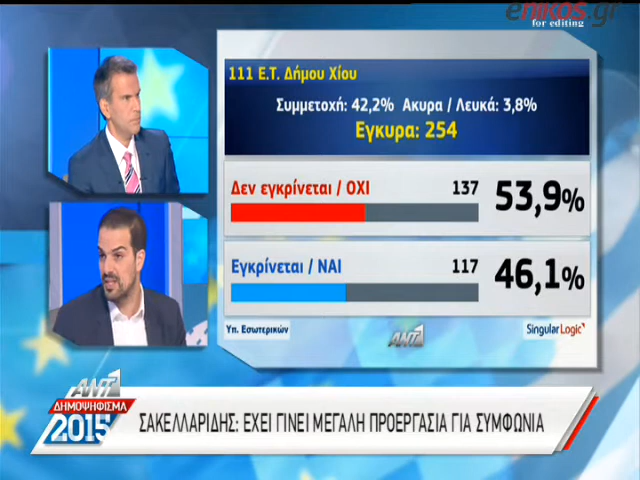 enikos.gr
for editing
111 Ε.Τ. Δήμου Χίου
Συμμετοχή: 42,2% Ακυρα / Λευκά: 3,8%
Εγκυρα: 254
Δεν εγκρίνεται / ΟΧΙ 137 53,9%
Εγκρίνεται / ΝΑΙ 117 46,1%
Υπ. Εσωτερικών ΑΝΤ1 SingularLogic
ΑΝΤ1
ΔΗΜΟΨΗΦΙΣΜΑ
2015
ΣΑΚΕΛΛΑΡΙΔΗΣ: ΕΧΕΙ ΓΙΝΕΙ ΜΕΓΑΛΗ ΠΡΟΕΡΓΑΣΙΑ ΓΙΑ ΣΥΜΦΩΝΙΑ